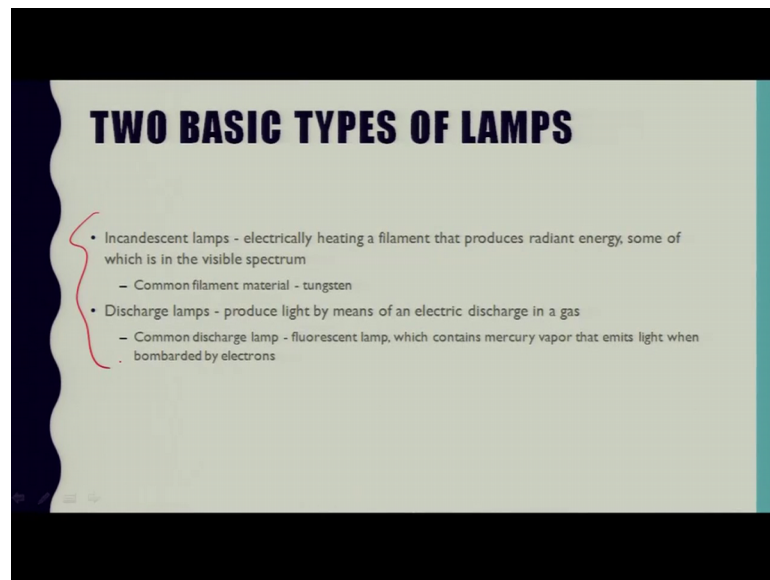 TWO BASIC TYPES OF LAMPS
• Incandescent lamps - electrically heating a filament that produces radiant energy, some of
which is in the visible spectrum
– Common filament material - tungsten
• Discharge lamps - produce light by means of an electric discharge in a gas
– Common discharge lamp - fluorescent lamp, which contains mercury vapor that emits light when
bombarded by electrons